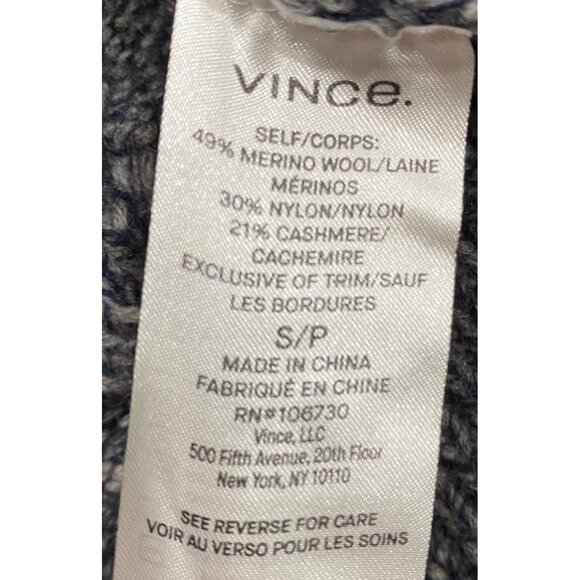 VINCe.
SELF/CORPS:
49% MERINO WOOL/LAINE
MÉRINOS
30% NYLON/NYLON
21% CASHMERE/
CACHEMIRE
EXCLUSIVE OF TRIM/SAUF
LES BORDURES
S/P
MADE IN CHINA
FABRIQUÉ EN CHINE
RN#106730
Vince, LLC
500 Fifth Avenue, 20th Floor
New York, NY 10110
SEE REVERSE FOR CARE
VOIR AU VERSO POUR LES SOINS